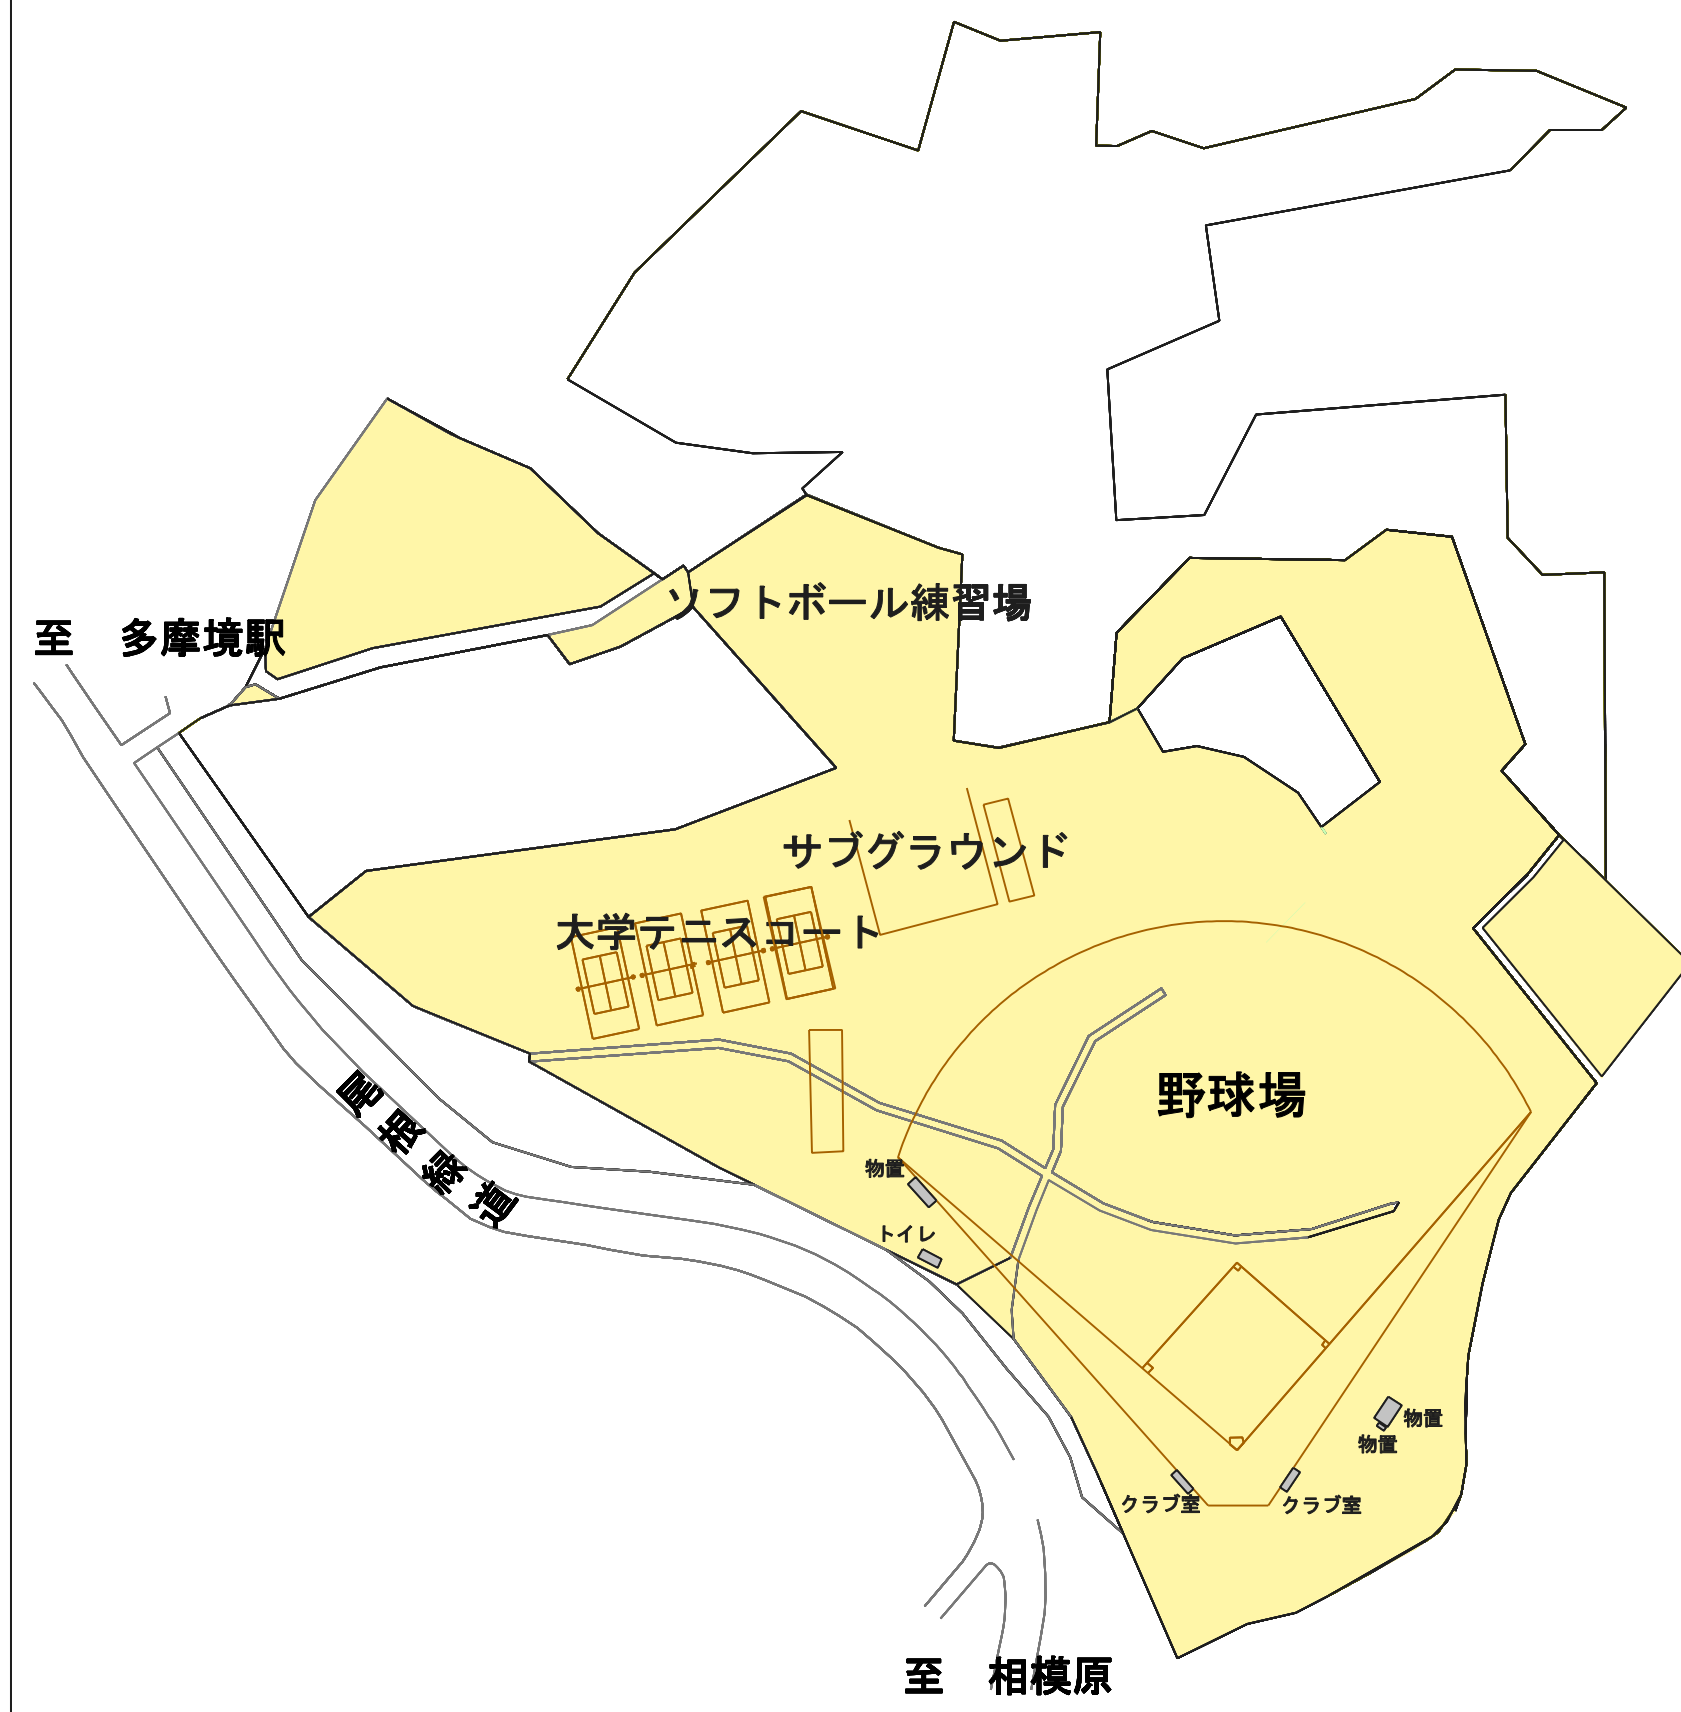 ソフトボール練習場
至　多摩境駅
サブグラウンド
大学テニスコート
尾根緑道
野球場
物置
トイレ
物置
物置
クラブ室
クラブ室
至　相模原